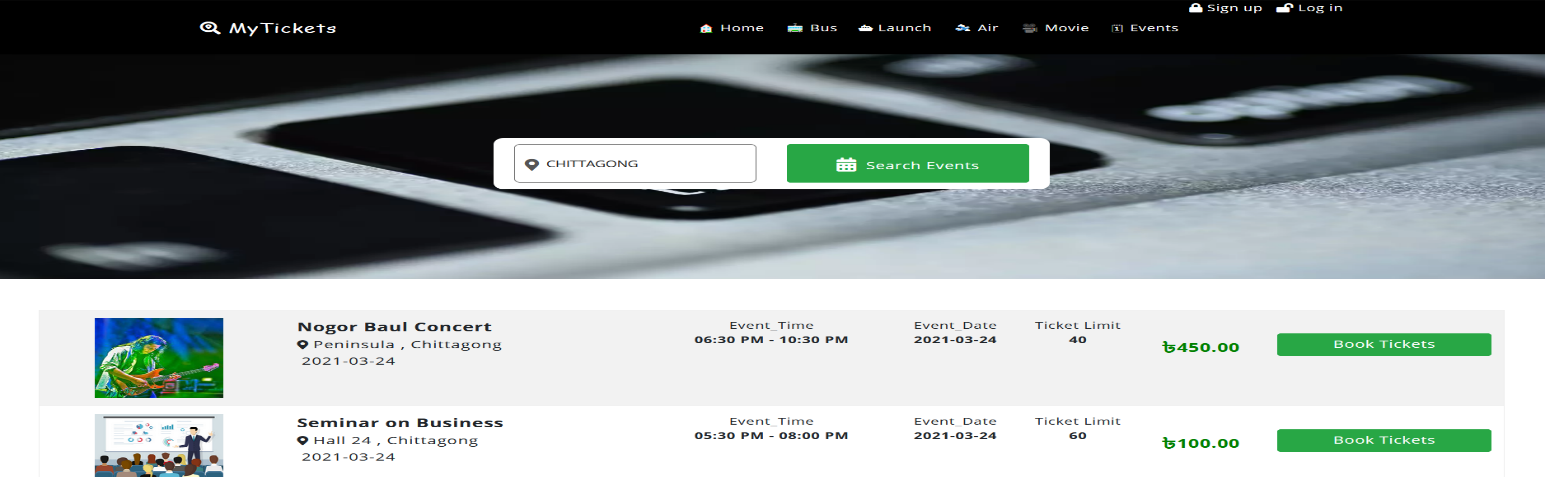 Sign up Log in
MyTickets Home Bus Launch Air Movie Events
CHITTAGONG Search Events
Nogor Baul Concert
Peninsula , Chittagong
2021-03-24
Event_Time Event_Date Ticket Limit
06:30 PM - 10:30 PM 2021-03-24 40
৳450.00 Book Tickets
Seminar on Business
Hall 24 , Chittagong
2021-03-24
Event_Time Event_Date Ticket Limit
05:30 PM - 08:00 PM 2021-03-24 60
৳100.00 Book Tickets